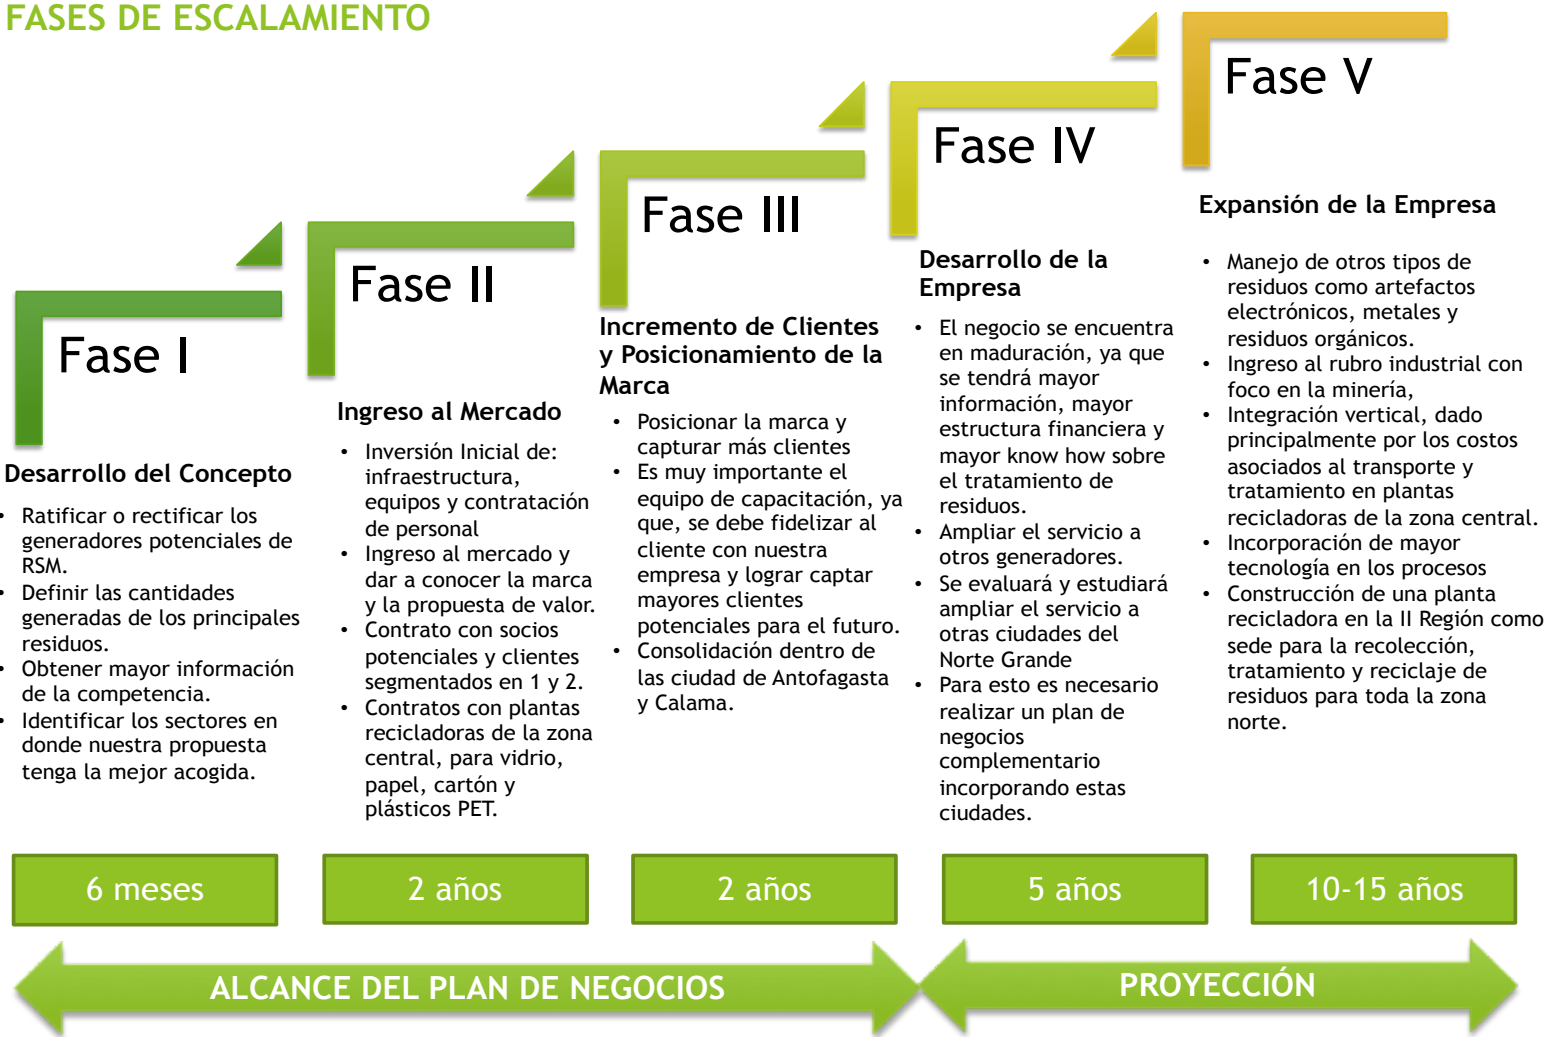 FASES DE ESCALAMIENTO
Fase I
Desarrollo del Concepto
• Ratificar o rectificar los
generadores potenciales de
RSM.
• Definir las cantidades
generadas de los principales
residuos.
• Obtener mayor información
de la competencia.
• Identificar los sectores en
donde nuestra propuesta
tenga la mejor acogida.
Fase II
Ingreso al Mercado
• Inversión Inicial de:
infraestructura,
equipos y contratación
de personal
• Ingreso al mercado y
dar a conocer la marca
y la propuesta de valor.
• Contrato con socios
potenciales y clientes
segmentados en 1 y 2.
• Contratos con plantas
recicladoras de la zona
central, para vidrio,
papel, cartón y
plásticos PET.
Fase III
Incremento de Clientes
y Posicionamiento de la
Marca
• Posicionar la marca y
capturar más clientes
• Es muy importante el
equipo de capacitación, ya
que, se debe fidelizar al
cliente con nuestra
empresa y lograr captar
mayores clientes
potenciales para el futuro.
• Consolidación dentro de
las ciudad de Antofagasta
y Calama.
Fase IV
Desarrollo de la
Empresa
• El negocio se encuentra
en maduración, ya que
se tendrá mayor
información, mayor
estructura financiera y
mayor know how sobre
el tratamiento de
residuos.
• Ampliar el servicio a
otros generadores.
• Se evaluará y estudiará
ampliar el servicio a
otras ciudades del
Norte Grande
• Para esto es necesario
realizar un plan de
negocios
complementario
incorporando estas
ciudades.
Fase V
Expansión de la Empresa
• Manejo de otros tipos de
residuos como artefactos
electrónicos, metales y
residuos orgánicos.
• Ingreso al rubro industrial con
foco en la minería,
• Integración vertical, dado
principalmente por los costos
asociados al transporte y
tratamiento en plantas
recicladoras de la zona central.
• Incorporación de mayor
tecnología en los procesos
• Construcción de una planta
recicladora en la II Región como
sede para la recolección,
tratamiento y reciclaje de
residuos para toda la zona
norte.
6 meses
2 años
2 años
5 años
10-15 años
ALCANCE DEL PLAN DE NEGOCIOS
PROYECCIÓN